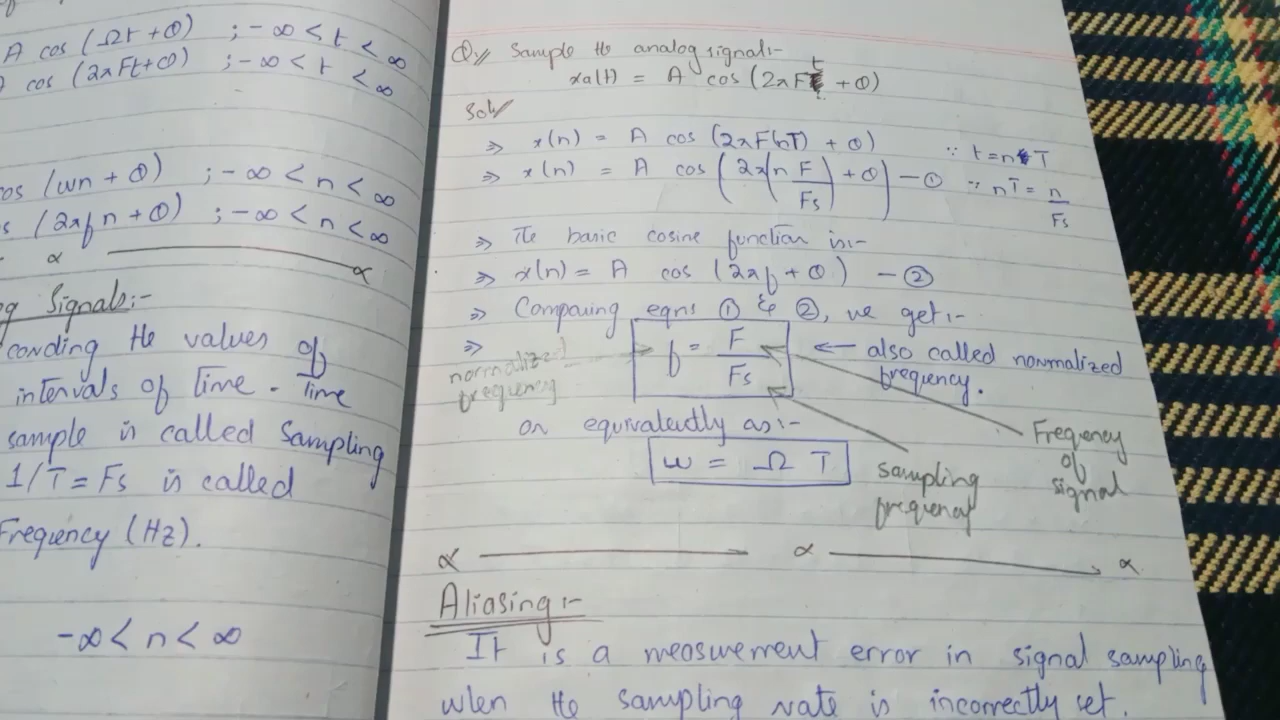 A cos (Ωt + Θ) ; -∞ < t < ∞
cos (2πFt + Θ) ; -∞ < t < ∞
cos (ωn + Θ) ; -∞ < n < ∞
s (2πfn + Θ) ; -∞ < n < ∞
∝ ∝
g Signals:-
cording the values of
intervals of time. Time
sample is called Sampling
1/T = Fs is called
Frequency (Hz).
-∞ < n < ∞
Q» Sample the analog signal:-
xa(t) = A cos (2πFt + Θ)
Sol
⇒ x(n) = A cos (2πF(nT) + Θ) ∵ t = nT
⇒ x(n) = A cos (2π(n F/Fs) + Θ) — ① ∵ nT = n/Fs
⇒ The basic cosine function is:-
⇒ x(n) = A cos (2πf + Θ) — ②
⇒ Comparing eqns ① & ②, we get:-
⇒ f = F/Fs ← also called normalized
frequency.
normalized
frequency
or equivalently as:-
ω = Ω T
sampling
frequency
Freqency
of
signal
∝ ∝ ∝
Aliasing:-
It is a measurement error in signal sampling
when the sampling rate is incorrectly set.